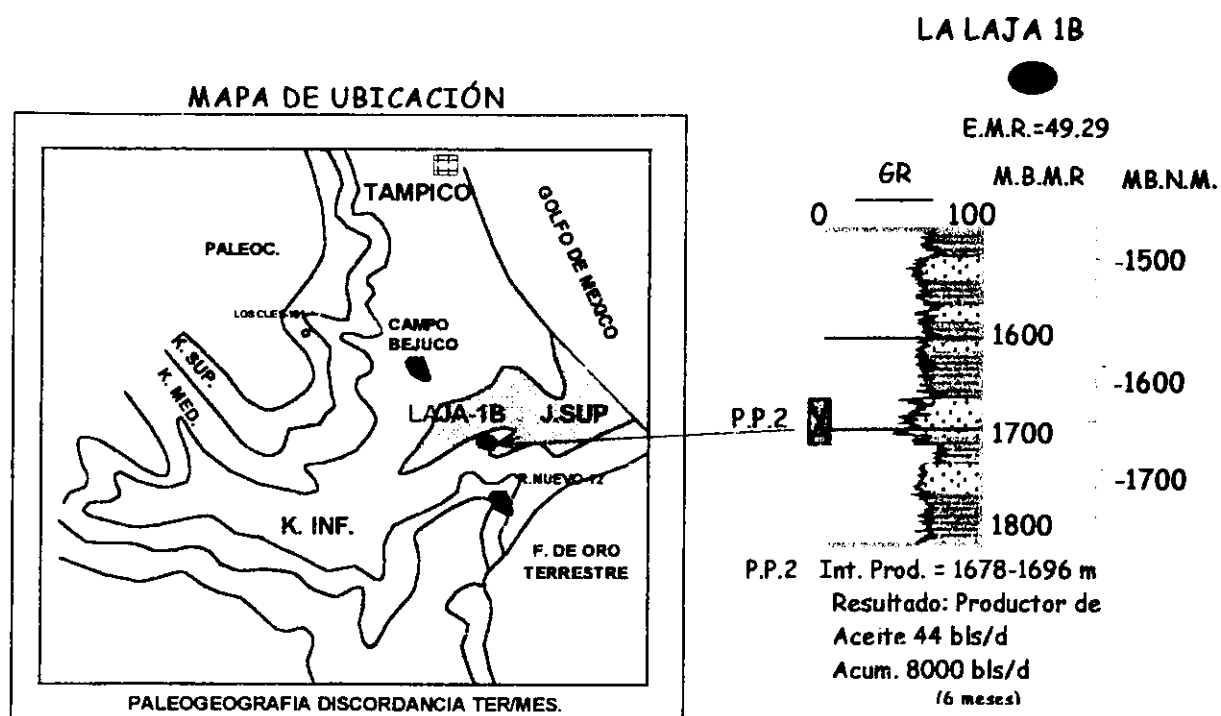 LA LAJA 1B
E.M.R.=49.29
MAPA DE UBICACIÓN
TAMPICO
GOLFO DE MEXICO
PALEOC.
CAMPO
BEJUCO
K. SUP.
K. MED.
LAJA-1B
J.SUP
R.NUEVO-12
K. INF.
F. DE ORO
TERRESTRE
PALEOGEOGRAFIA DISCORDANCIA TER/MES.
GR
M.B.M.R
MB.N.M.
0
100
-1500
1600
-1600
P.P.2
1700
-1700
1800
P.P.2 Int. Prod. = 1678-1696 m
Resultado: Productor de
Aceite 44 bls/d
Acum. 8000 bls/d
(6 meses)